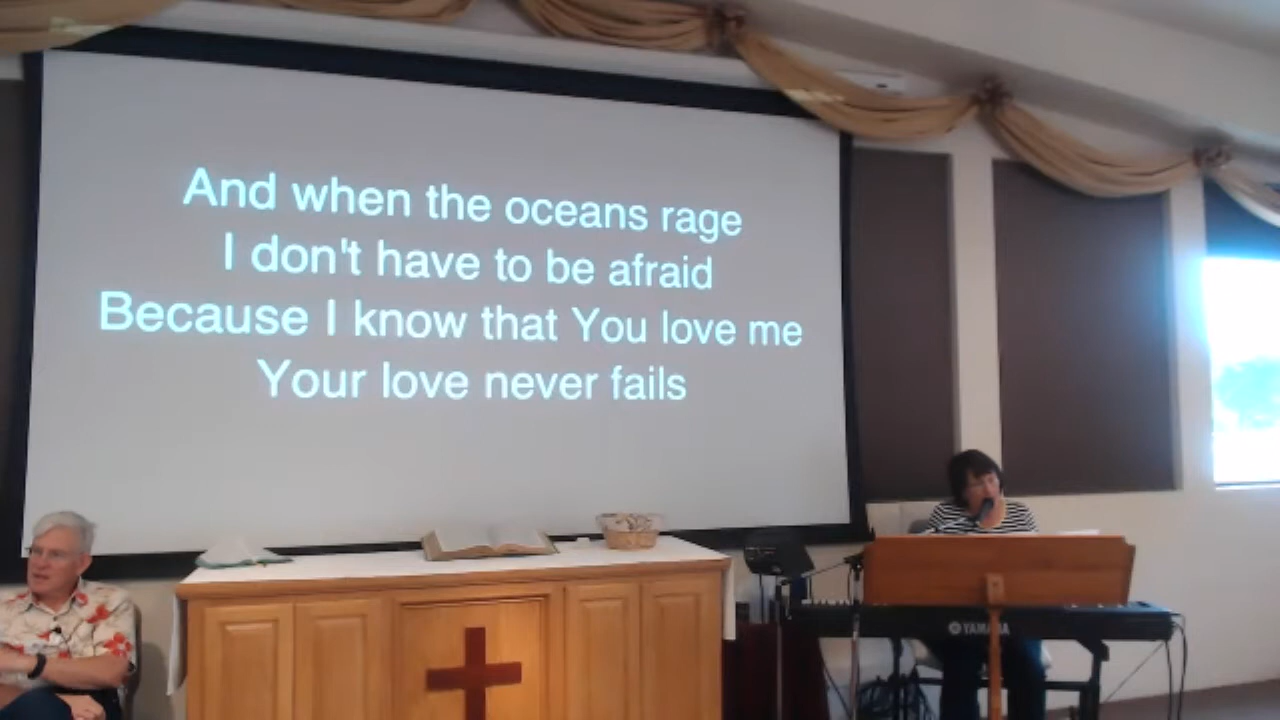 And when the oceans rage
I don't have to be afraid
Because I know that You love me
Your love never fails
YAMAHA